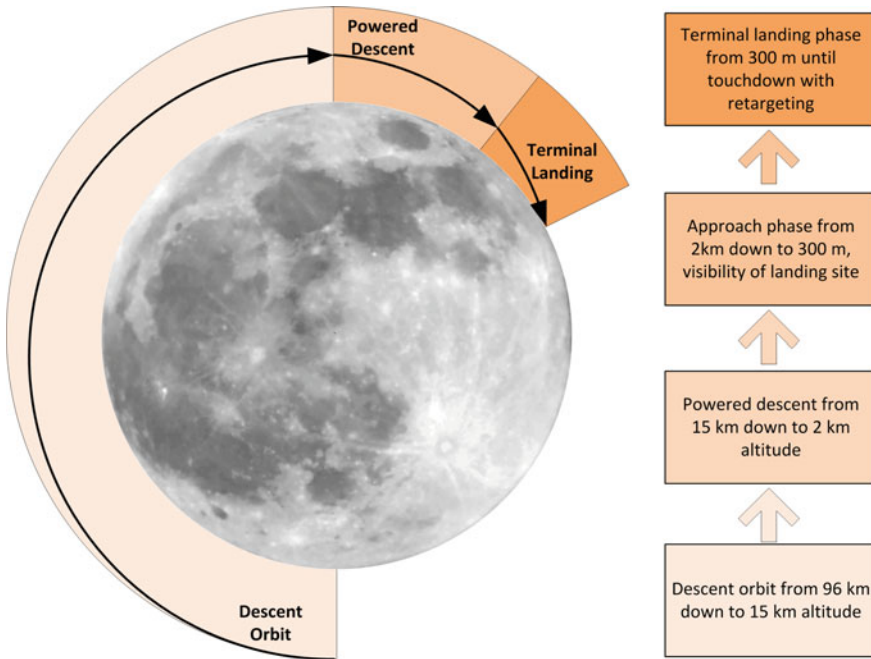 Powered
Descent
Terminal
Landing
Descent
Orbit
Terminal landing phase
from 300 m until
touchdown with
retargeting
Approach phase from
2km down to 300 m,
visibility of landing site
Powered descent from
15 km down to 2 km
altitude
Descent orbit from 96 km
down to 15 km altitude